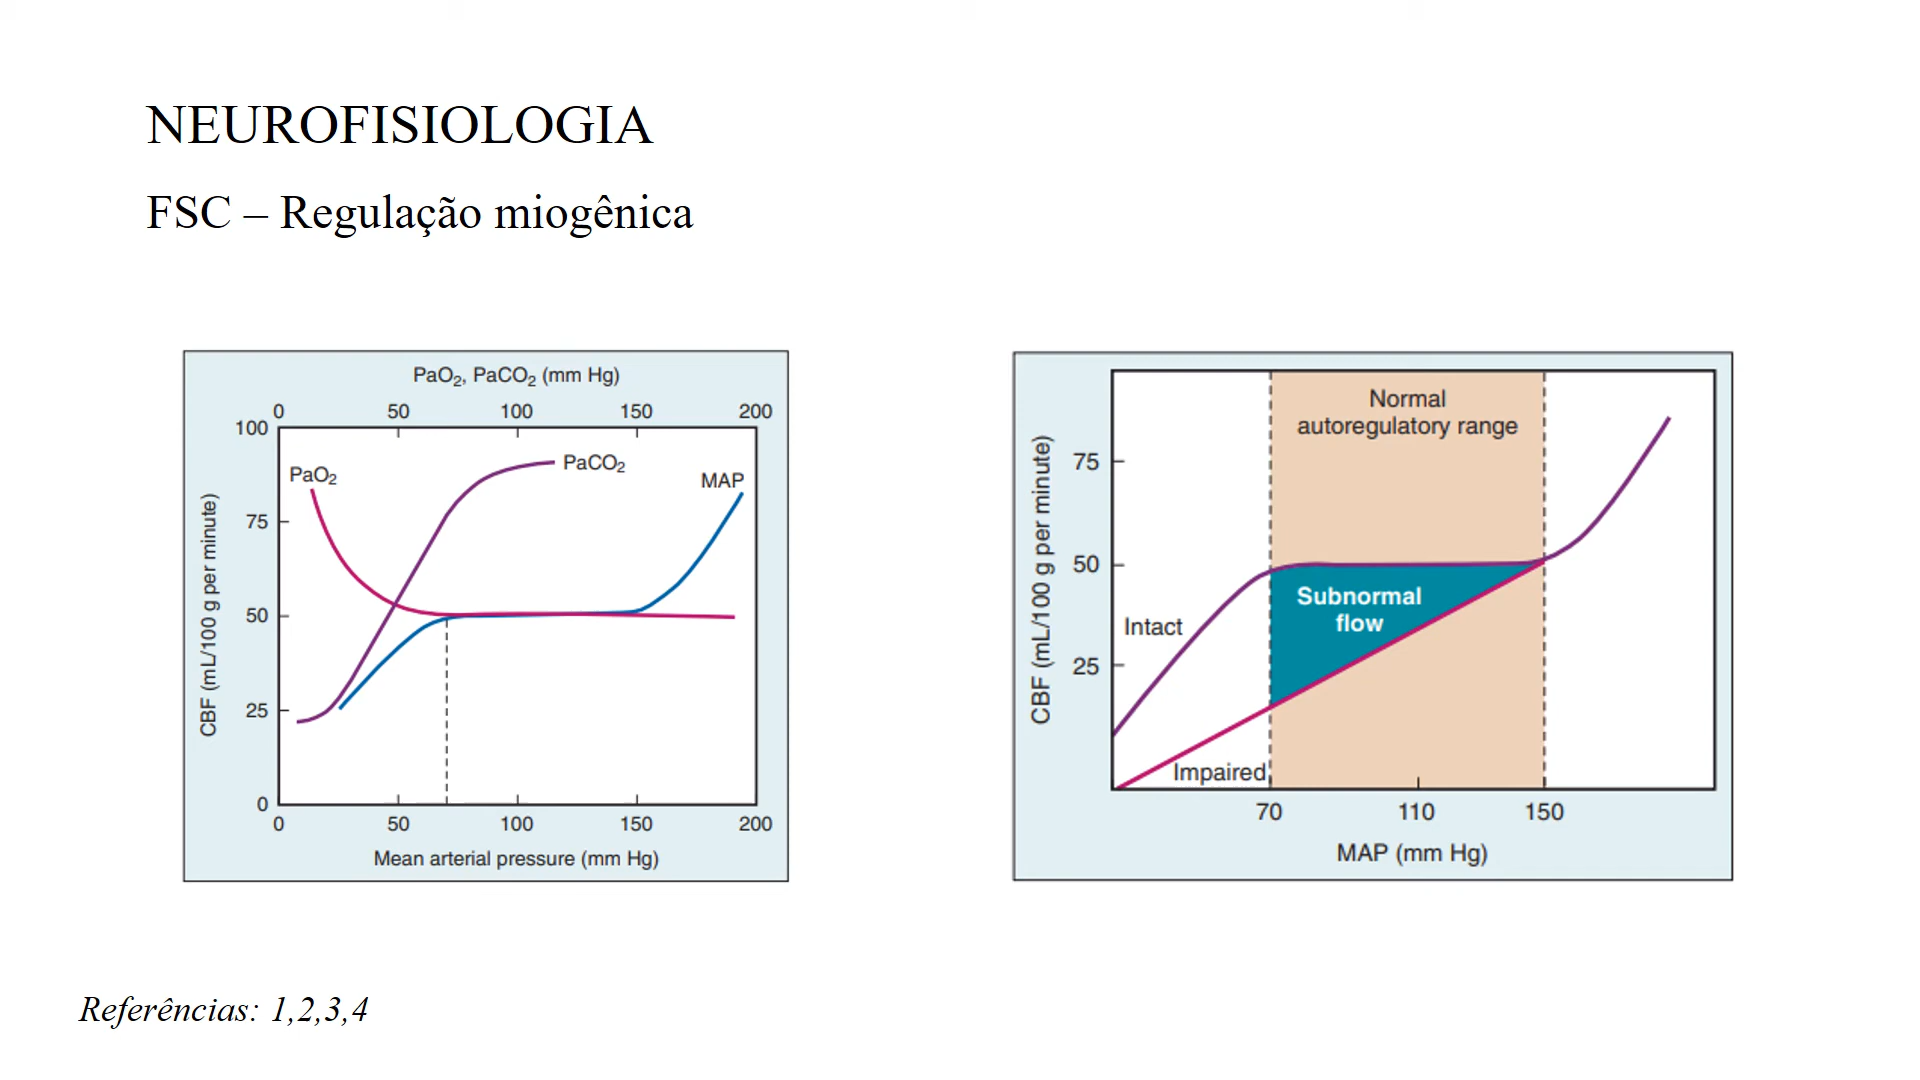 NEUROFISIOLOGIA
FSC – Regulação miogênica
PaO2, PaCO2 (mm Hg)
0 50 100 150 200
100
75
50
25
0
CBF (mL/100 g per minute)
PaO2
PaCO2
MAP
0 50 100 150 200
Mean arterial pressure (mm Hg)
Normal
autoregulatory range
75
50
25
CBF (mL/100 g per minute)
Subnormal
flow
Intact
Impaired
70 110 150
MAP (mm Hg)
Referências: 1,2,3,4